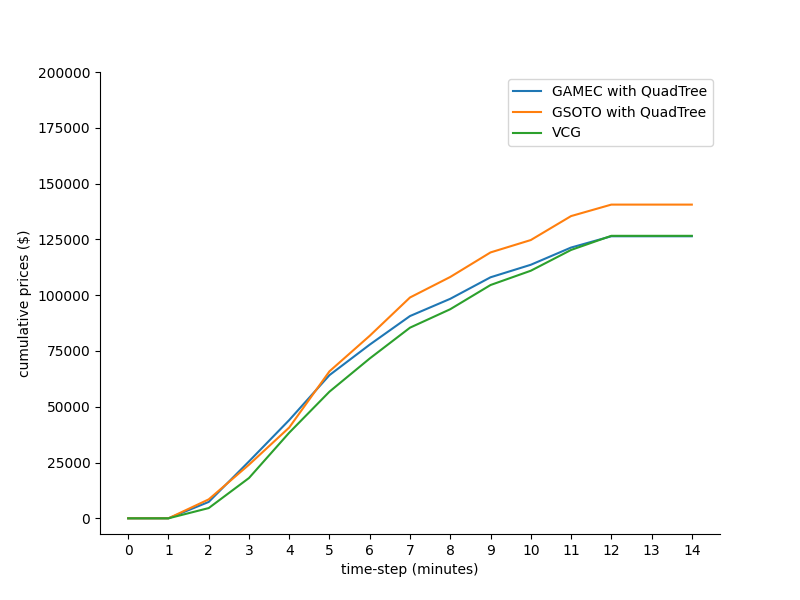 200000
175000
150000
125000
100000
75000
50000
25000
0
cumulative prices ($)
GAMEC with QuadTree
GSOTO with QuadTree
VCG
0 1 2 3 4 5 6 7 8 9 10 11 12 13 14
time-step (minutes)